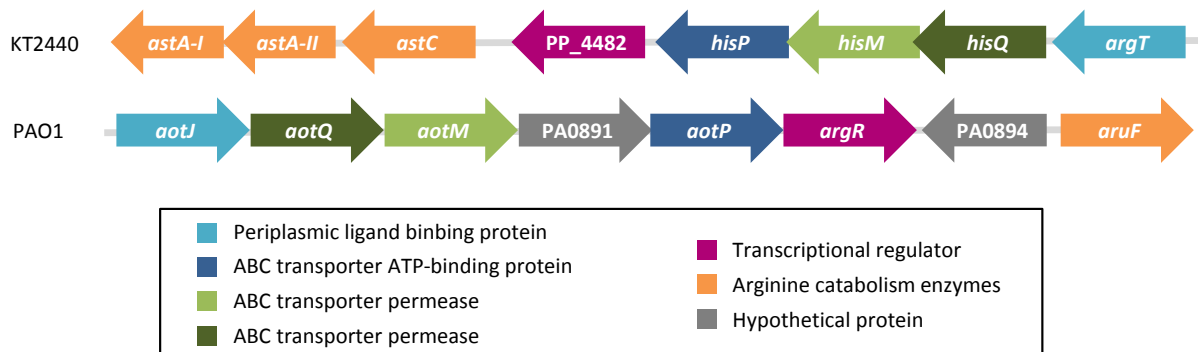 KT2440 astA-I astA-II astC PP_4482 hisP hisM hisQ argT
PAO1 aotJ aotQ aotM PA0891 aotP argR PA0894 aruF
Periplasmic ligand binbing protein
ABC transporter ATP-binding protein
ABC transporter permease
ABC transporter permease
Transcriptional regulator
Arginine catabolism enzymes
Hypothetical protein